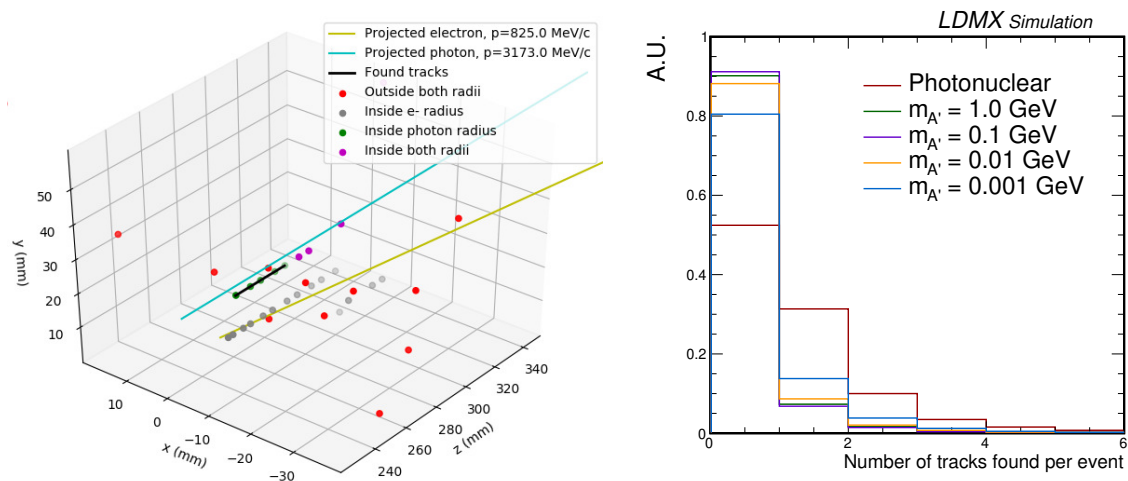 Projected electron, p=825.0 MeV/c
Projected photon, p=3173.0 MeV/c
Found tracks
Outside both radii
Inside e- radius
Inside photon radius
Inside both radii
50
40
30
20
10
y (mm)
10
0
−10
−20
−30
x (mm)
240
260
280
300
320
340
z (mm)
LDMX Simulation
A.U.
1
0.8
0.6
0.4
0.2
0
Photonuclear
mA' = 1.0 GeV
mA' = 0.1 GeV
mA' = 0.01 GeV
mA' = 0.001 GeV
0
2
4
6
Number of tracks found per event